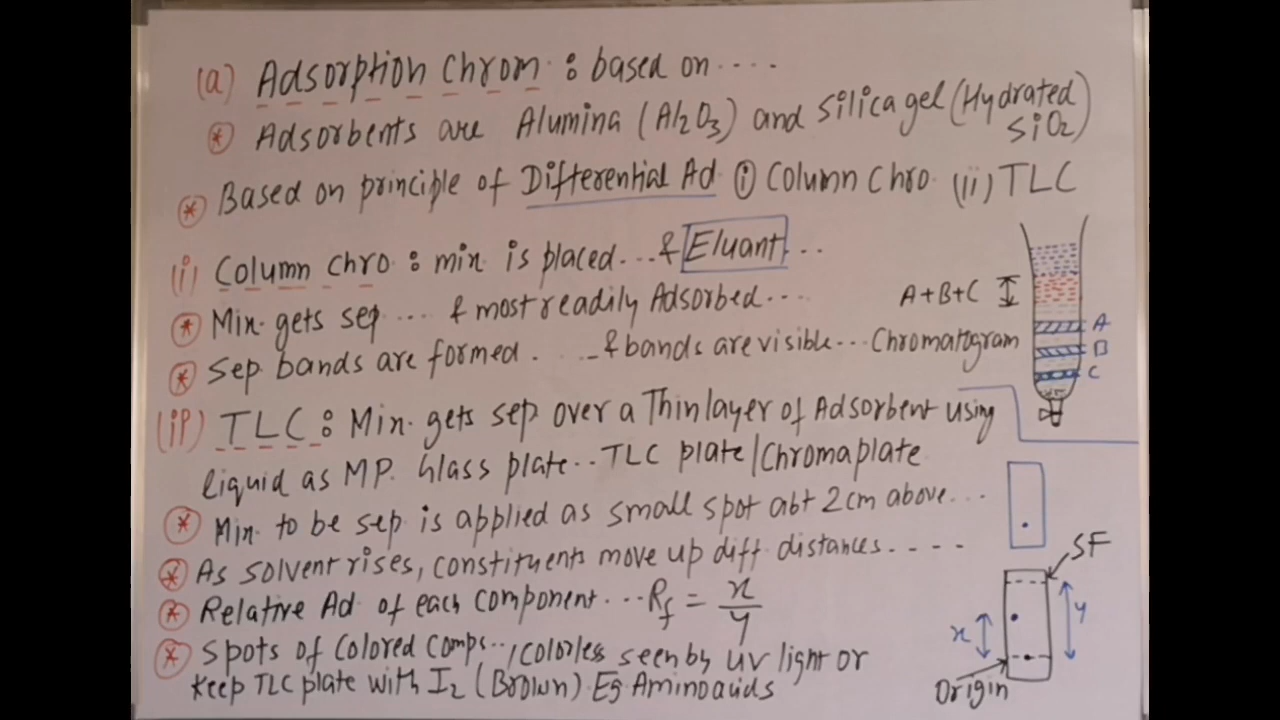 (a) Adsorption Chrom : based on ....
* Adsorbents are Alumina (Al2O3) and Silica gel (Hydrated SiO2)
* Based on principle of Differential Ad (i) Column Chro (ii) TLC
(i) Column Chro : mix is placed... & Eluant ...
* Mix. gets sep ... & most readily Adsorbed....
A+B+C
A
* Sep bands are formed . ... & bands are visible... Chromatogram
B
C
(ii) TLC : Mix. gets sep over a Thin layer of Adsorbent using
liquid as MP. Glass plate.. TLC plate/Chromaplate
* Mix. to be sep is applied as small spot abt 2cm above...
* As solvent rises, constituents move up diff distances.....
SF
* Relative Ad of each component. ...Rf = x/y
x
y
* Spots of Colored Comps..., Colorless seen by UV light or
keep TLC plate with I2 (Brown) Eg Aminoacids
Origin